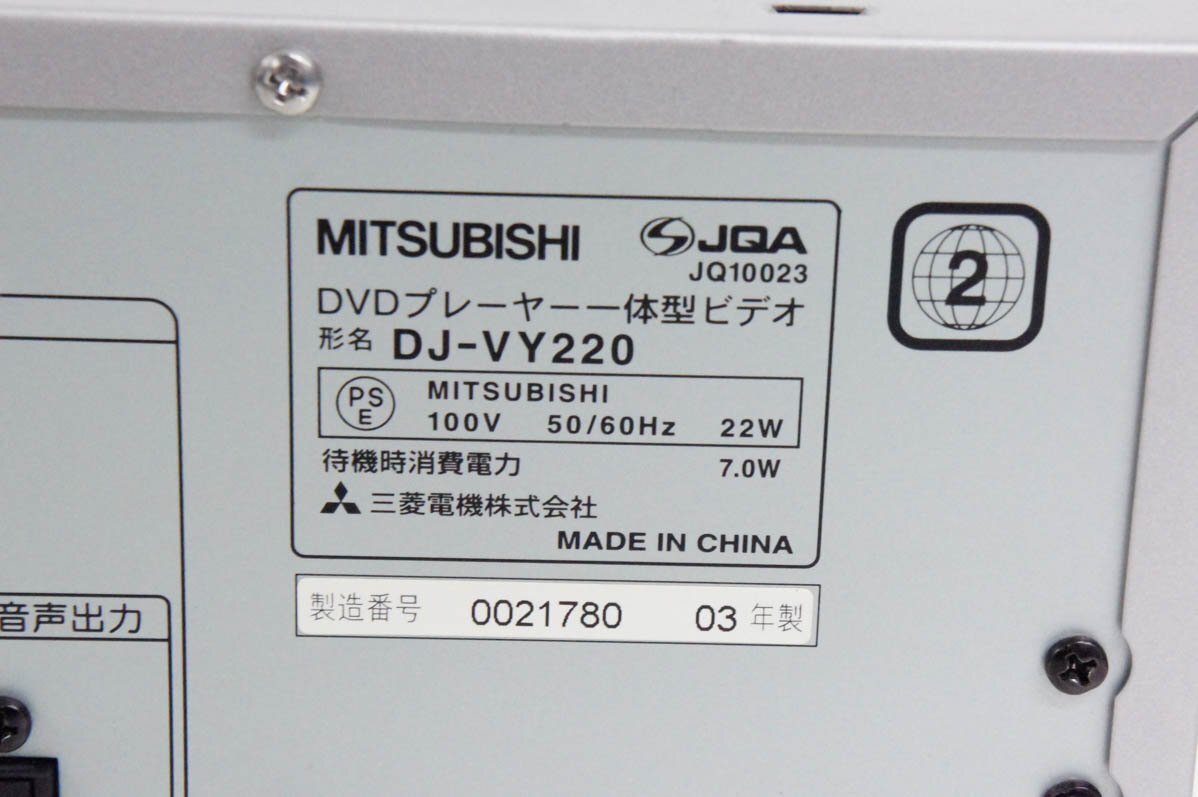 MITSUBISHI JQA
JQ10023
DVDプレーヤー一体型ビデオ
形名 DJ-VY220
PSE MITSUBISHI
100V 50/60Hz 22W
待機時消費電力 7.0W
三菱電機株式会社
MADE IN CHINA
製造番号 0021780 03年製
2
音声出力